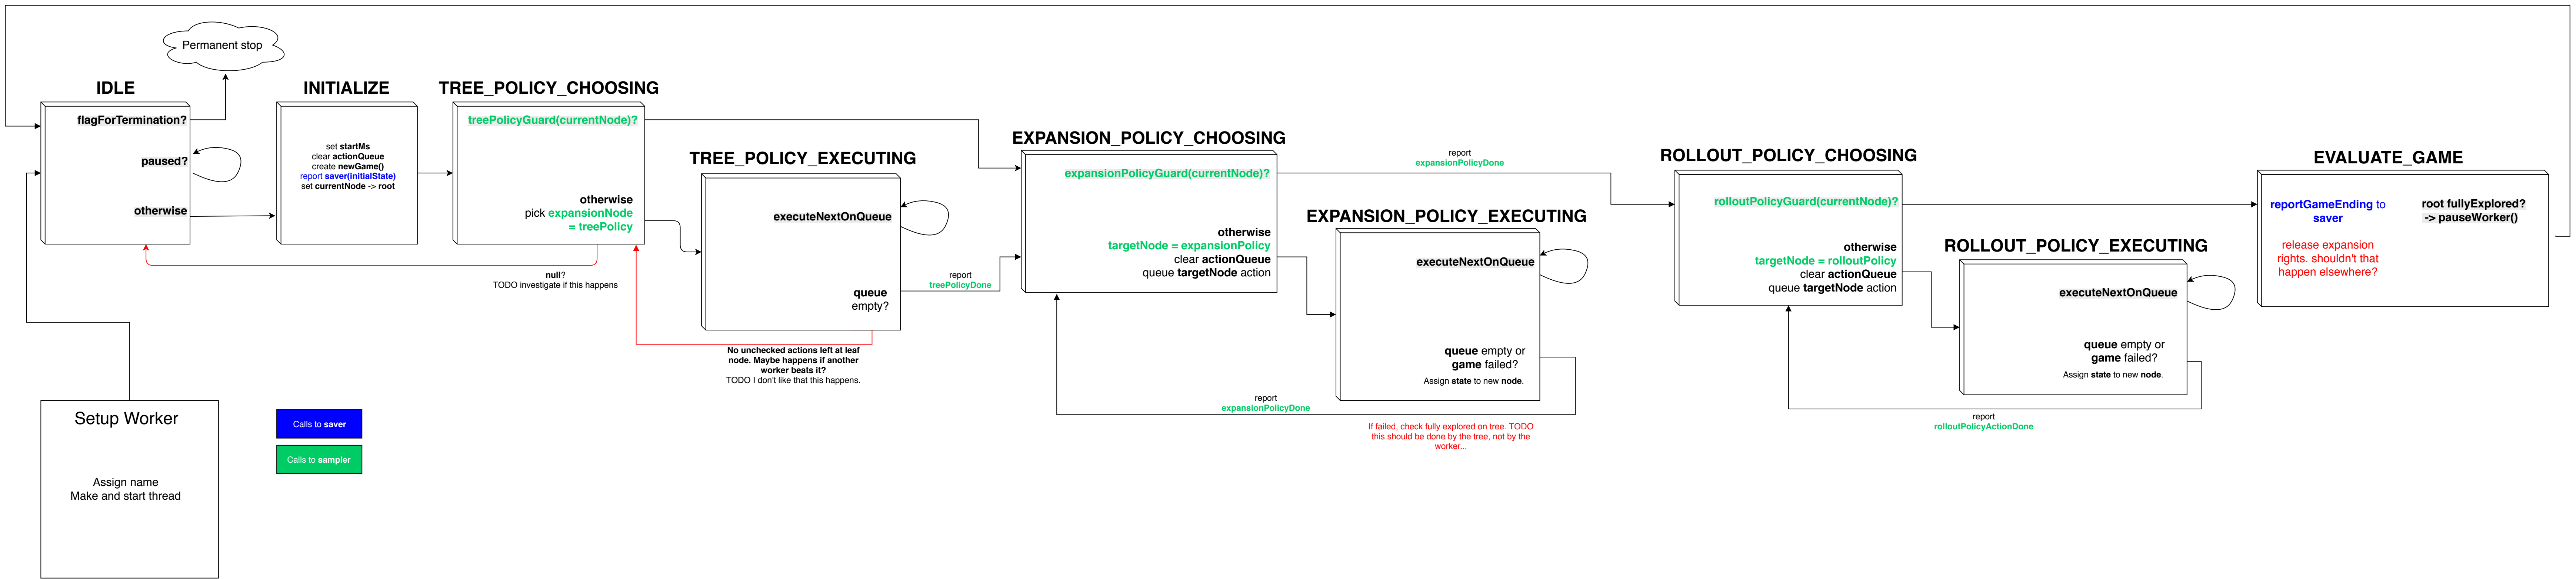 Permanent stop
IDLE
flagForTermination?
paused?
otherwise
INITIALIZE
set startMs
clear actionQueue
create newGame()
report saver(initialState)
set currentNode -> root
TREE_POLICY_CHOOSING
treePolicyGuard(currentNode)?
otherwise
pick expansionNode
= treePolicy
null?
TODO investigate if this happens
TREE_POLICY_EXECUTING
executeNextOnQueue
queue
empty?
No unchecked actions left at leaf
node. Maybe happens if another
worker beats it?
TODO I don't like that this happens.
report
treePolicyDone
EXPANSION_POLICY_CHOOSING
expansionPolicyGuard(currentNode)?
otherwise
targetNode = expansionPolicy
clear actionQueue
queue targetNode action
report
expansionPolicyDone
EXPANSION_POLICY_EXECUTING
executeNextOnQueue
queue empty or
game failed?
Assign state to new node.
report
expansionPolicyDone
If failed, check fully explored on tree. TODO
this should be done by the tree, not by the
worker...
ROLLOUT_POLICY_CHOOSING
rolloutPolicyGuard(currentNode)?
otherwise
targetNode = rolloutPolicy
clear actionQueue
queue targetNode action
ROLLOUT_POLICY_EXECUTING
executeNextOnQueue
queue empty or
game failed?
Assign state to new node.
report
rolloutPolicyActionDone
EVALUATE_GAME
reportGameEnding to
saver
release expansion
rights. shouldn't that
happen elsewhere?
root fullyExplored?
-> pauseWorker()
Setup Worker
Assign name
Make and start thread
Calls to saver
Calls to sampler